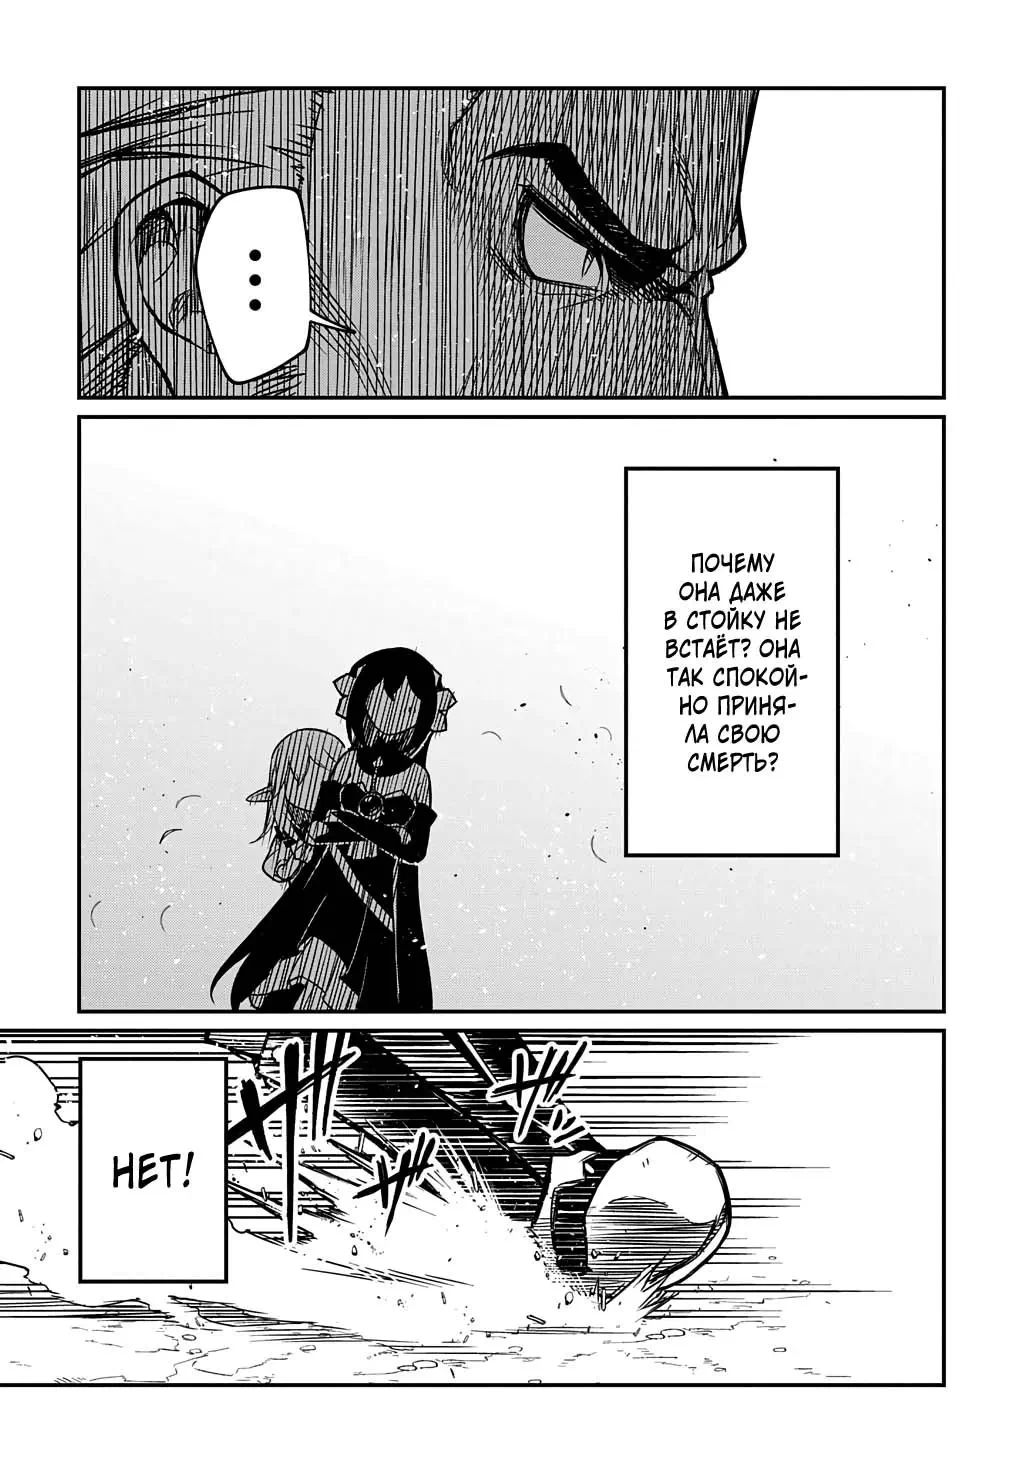 ...
ПОЧЕМУ
ОНА ДАЖЕ
В СТОЙКУ НЕ
ВСТАЁТ? ОНА
ТАК СПОКОЙ-
НО ПРИНЯ-
ЛА СВОЮ
СМЕРТЬ?
НЕТ!